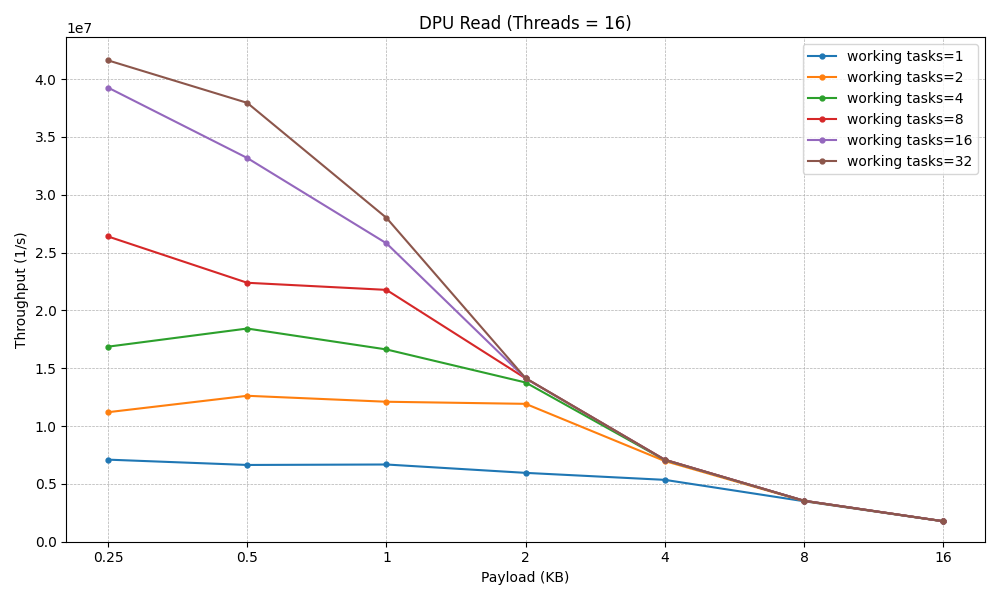 DPU Read (Threads = 16)
1e7
4.0
3.5
3.0
2.5
2.0
1.5
1.0
0.5
0.0
Throughput (1/s)
working tasks=1
working tasks=2
working tasks=4
working tasks=8
working tasks=16
working tasks=32
0.25 0.5 1 2 4 8 16
Payload (KB)